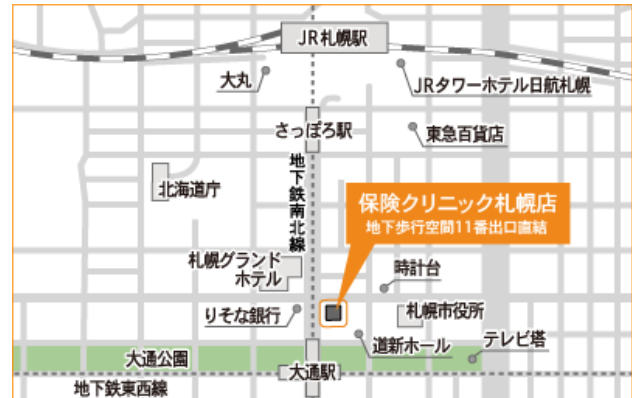 JR札幌駅
大丸
JRタワーホテル日航札幌
さっぽろ駅
東急百貨店
地下鉄南北線
北海道庁
保険クリニック札幌店
地下歩行空間11番出口直結
札幌グランド
ホテル
時計台
りそな銀行
札幌市役所
道新ホール
テレビ塔
大通公園
大通駅
地下鉄東西線